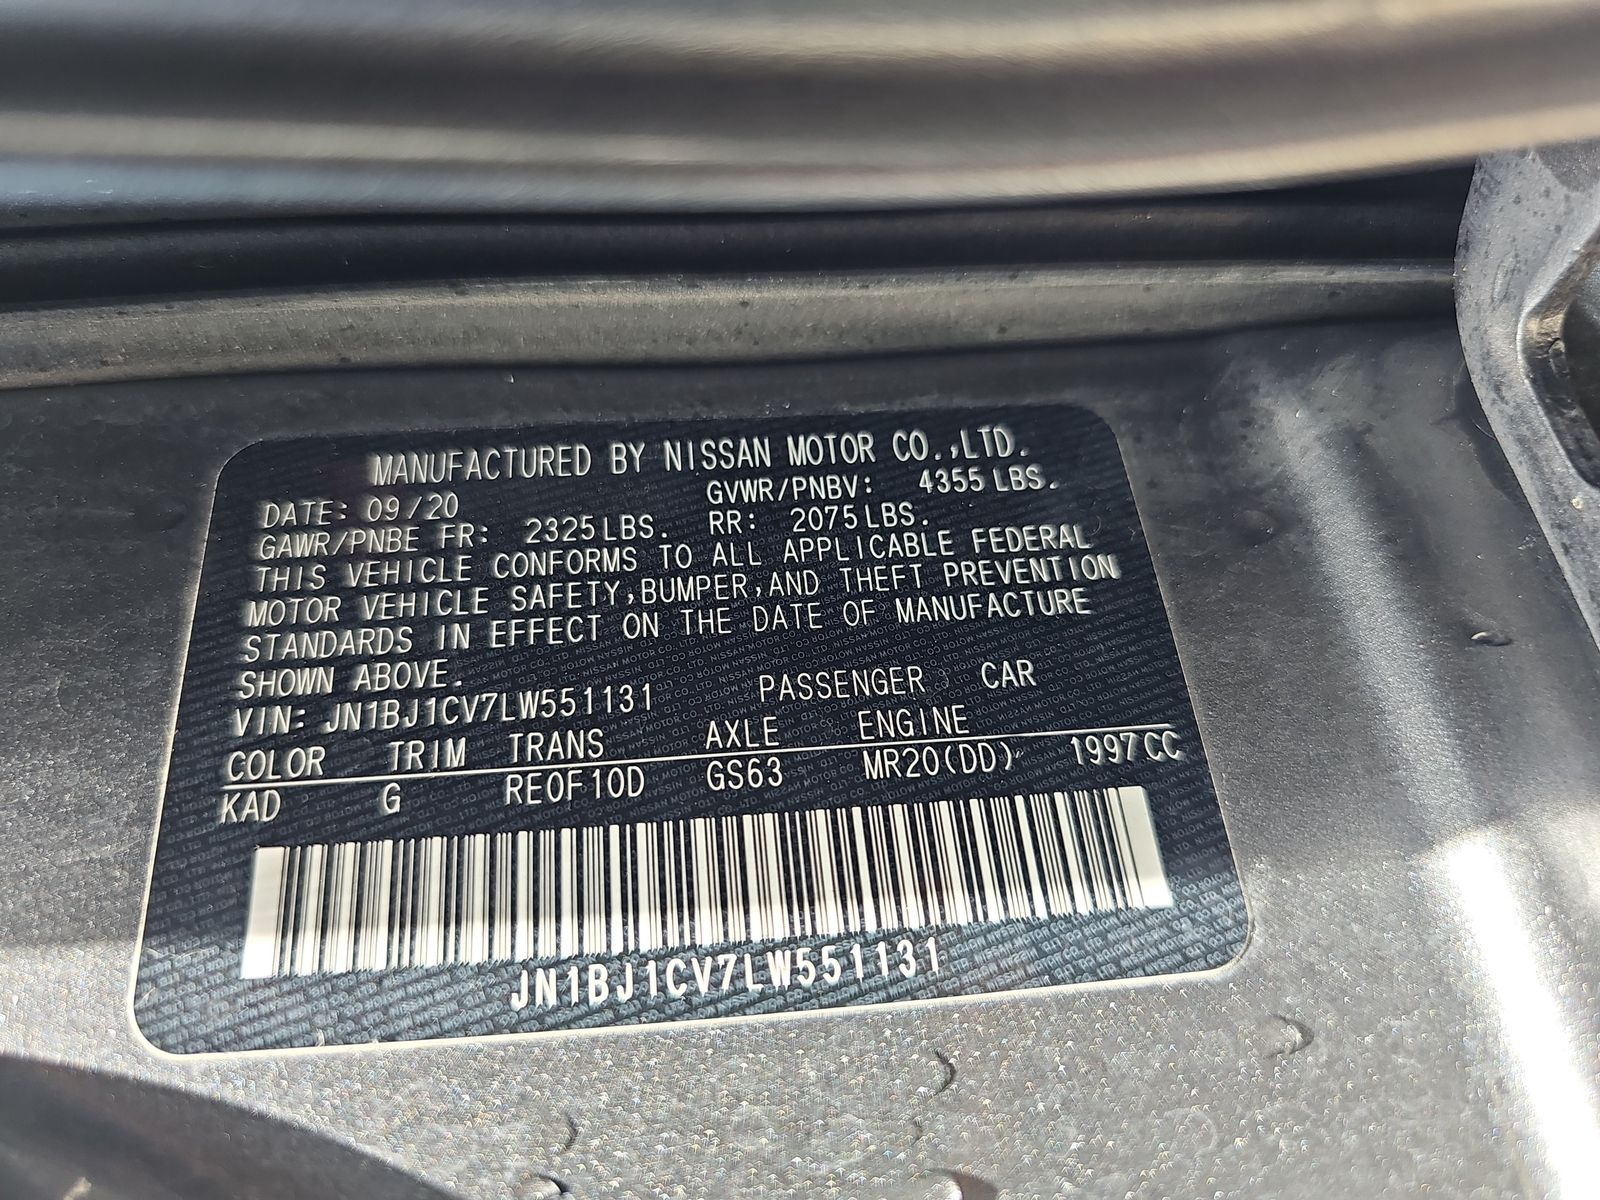 MANUFACTURED BY NISSAN MOTOR CO.,LTD.
DATE: 09/20 GVWR/PNBV: 4355 LBS.
GAWR/PNBE FR: 2325 LBS. RR: 2075 LBS.
THIS VEHICLE CONFORMS TO ALL APPLICABLE FEDERAL
MOTOR VEHICLE SAFETY, BUMPER, AND THEFT PREVENTION
STANDARDS IN EFFECT ON THE DATE OF MANUFACTURE
SHOWN ABOVE.
VIN: JN1BJ1CV7LW551131 PASSENGER CAR
COLOR TRIM TRANS AXLE ENGINE
KAD G RE0F10D GS63 MR20(DD) 1997 CC
JN1BJ1CV7LW551131